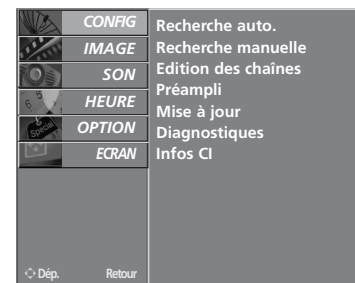 CONFIG
IMAGE
SON
HEURE
OPTION
ECRAN
Recherche auto.
Recherche manuelle
Edition des chaînes
Préampli
Mise à jour
Diagnostiques
Infos CI
Dép. Retour